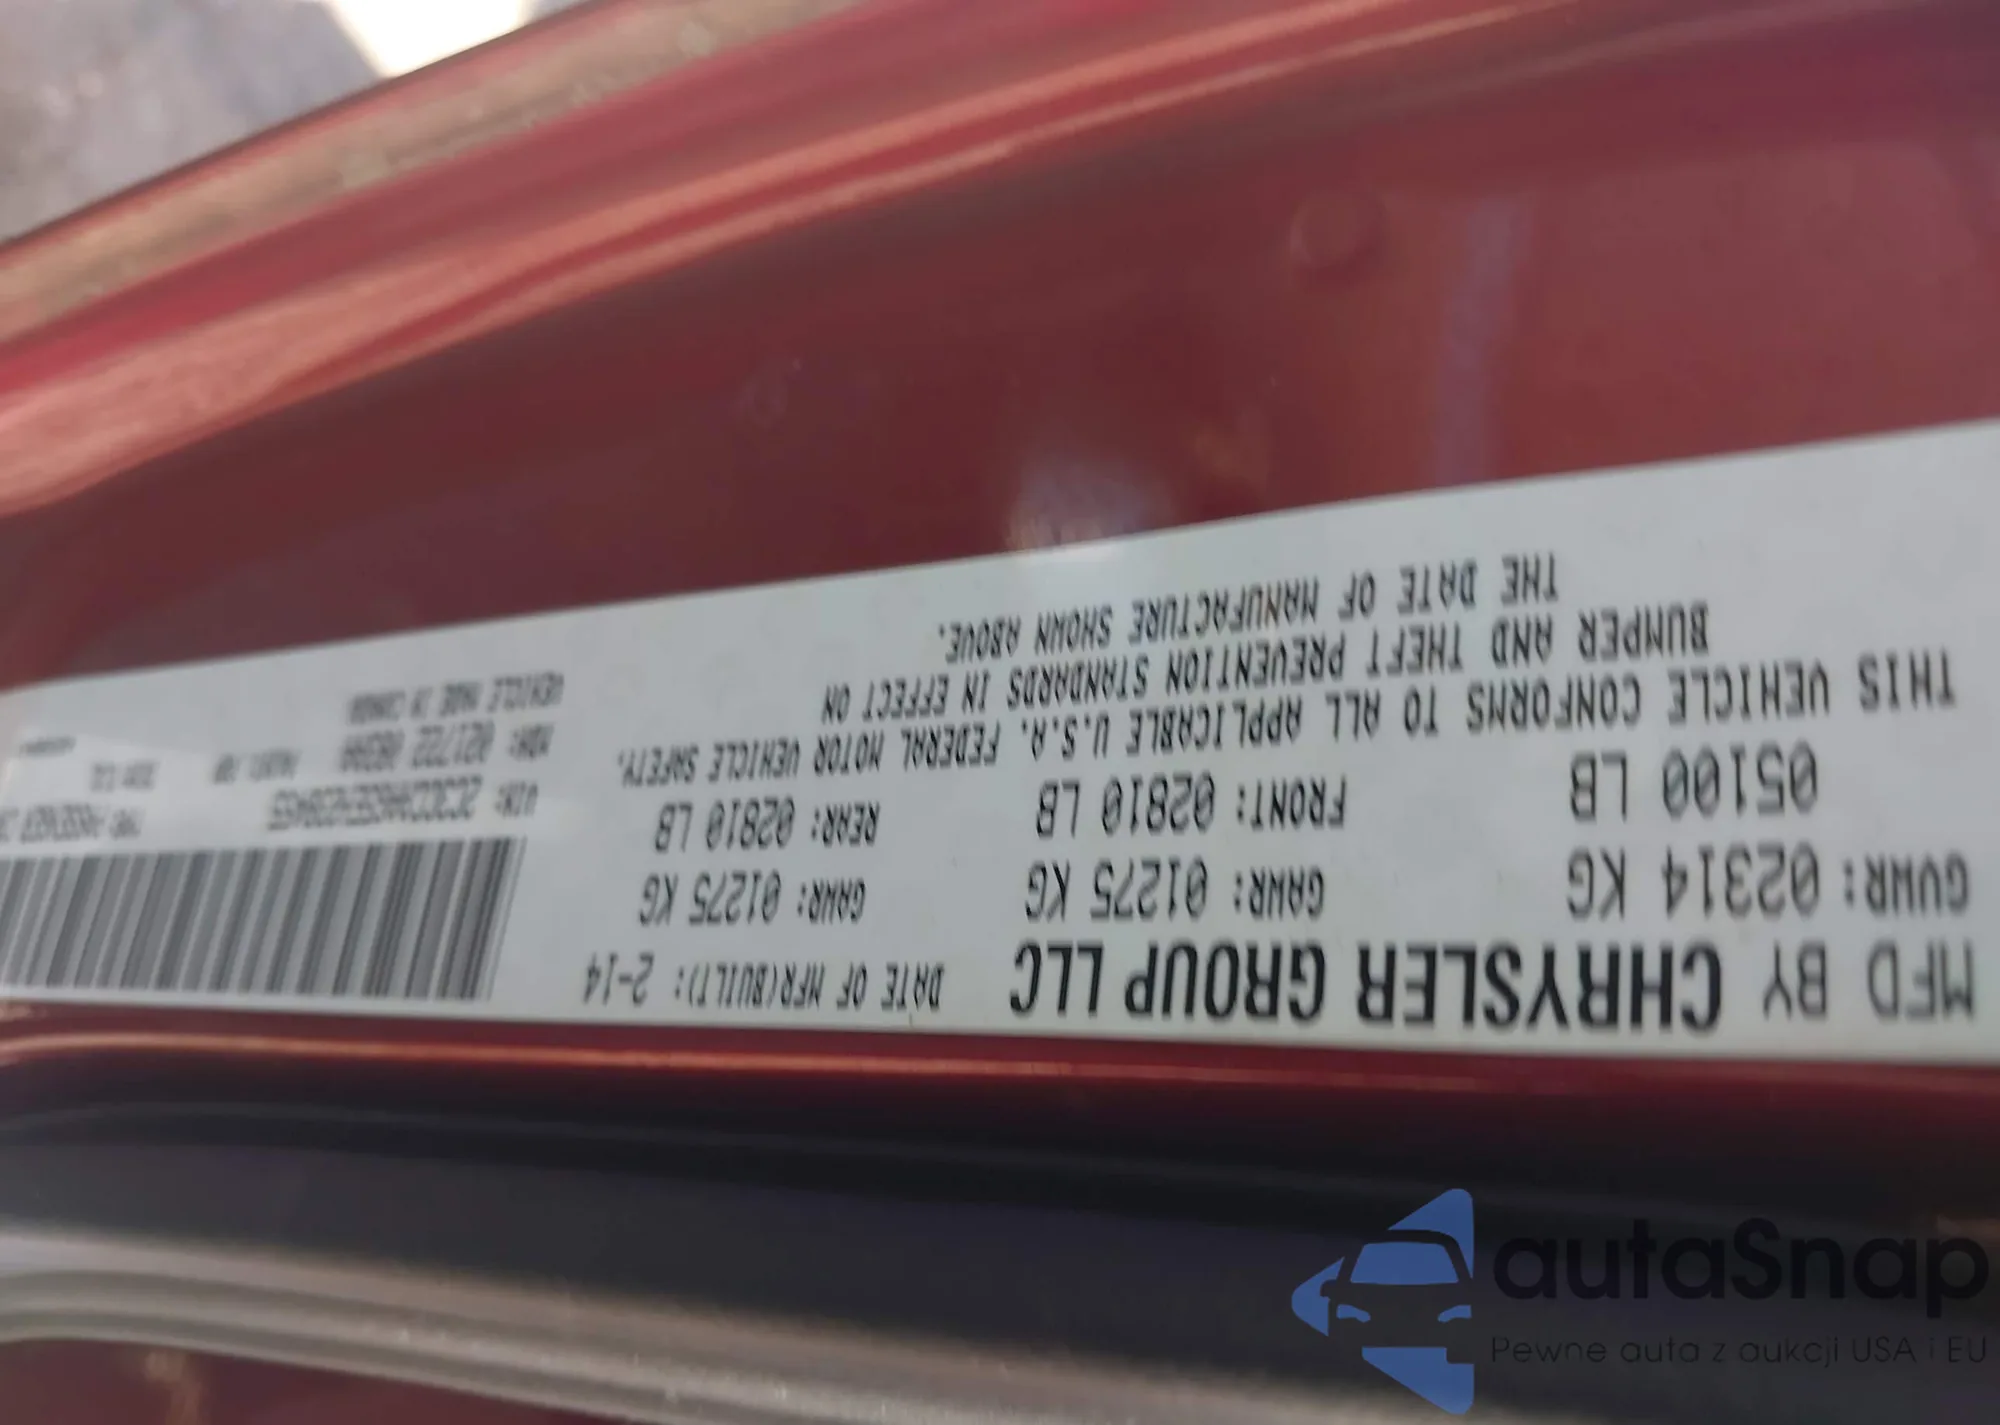 MFD BY CHRYSLER GROUP LLC
DATE OF MFR(BUILT): 2-14
GVWR: 02314 KG
GAWR: 01275 KG
GAWR: 01275 KG
05100 LB
FRONT: 02810 LB
REAR: 02810 LB
THIS VEHICLE CONFORMS TO ALL APPLICABLE U.S.A. FEDERAL MOTOR VEHICLE SAFETY,
BUMPER AND THEFT PREVENTION STANDARDS IN EFFECT ON
THE DATE OF MANUFACTURE SHOWN ABOVE.
VIN:
MDH: 021722
VEHICLE MADE IN CANADA
autaSnap
Pewne auta z aukcji USA i EU